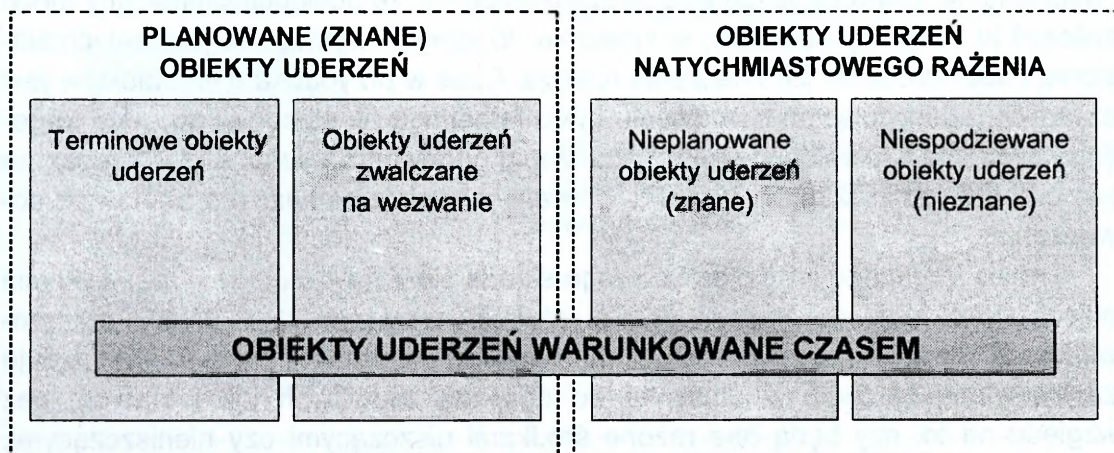 PLANOWANE (ZNANE)
OBIEKTY UDERZEŃ
OBIEKTY UDERZEŃ
NATYCHMIASTOWEGO RAŻENIA
Terminowe obiekty
uderzeń
Obiekty uderzeń
zwalczane
na wezwanie
Nieplanowane
obiekty uderzeń
(znane)
Niespodziewane
obiekty uderzeń
(nieznane)
OBIEKTY UDERZEŃ WARUNKOWANE CZASEM